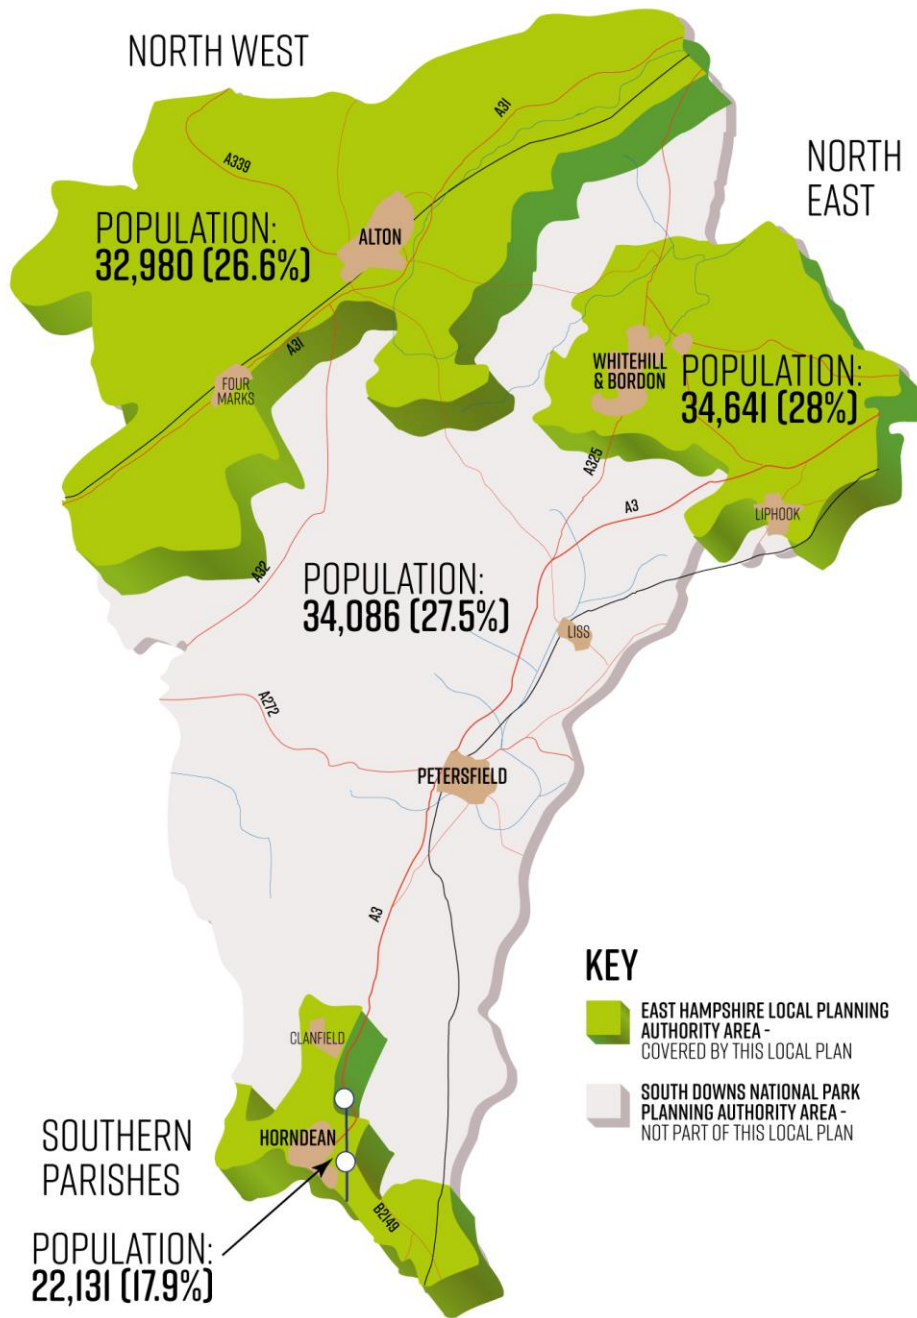 NORTH WEST
A31
A339
NORTH
EAST
POPULATION:
32,980 (26.6%)
ALTON
A31
FOUR
MARKS
WHITEHILL
& BORDON
POPULATION:
34,641 (28%)
A325
A3
LIPHOOK
A32
POPULATION:
34,086 (27.5%)
LISS
A272
PETERSFIELD
A3
KEY
EAST HAMPSHIRE LOCAL PLANNING
AUTHORITY AREA -
COVERED BY THIS LOCAL PLAN
SOUTH DOWNS NATIONAL PARK
PLANNING AUTHORITY AREA -
NOT PART OF THIS LOCAL PLAN
CLANFIELD
HORNDEAN
SOUTHERN
PARISHES
B2149
POPULATION:
22,131 (17.9%)